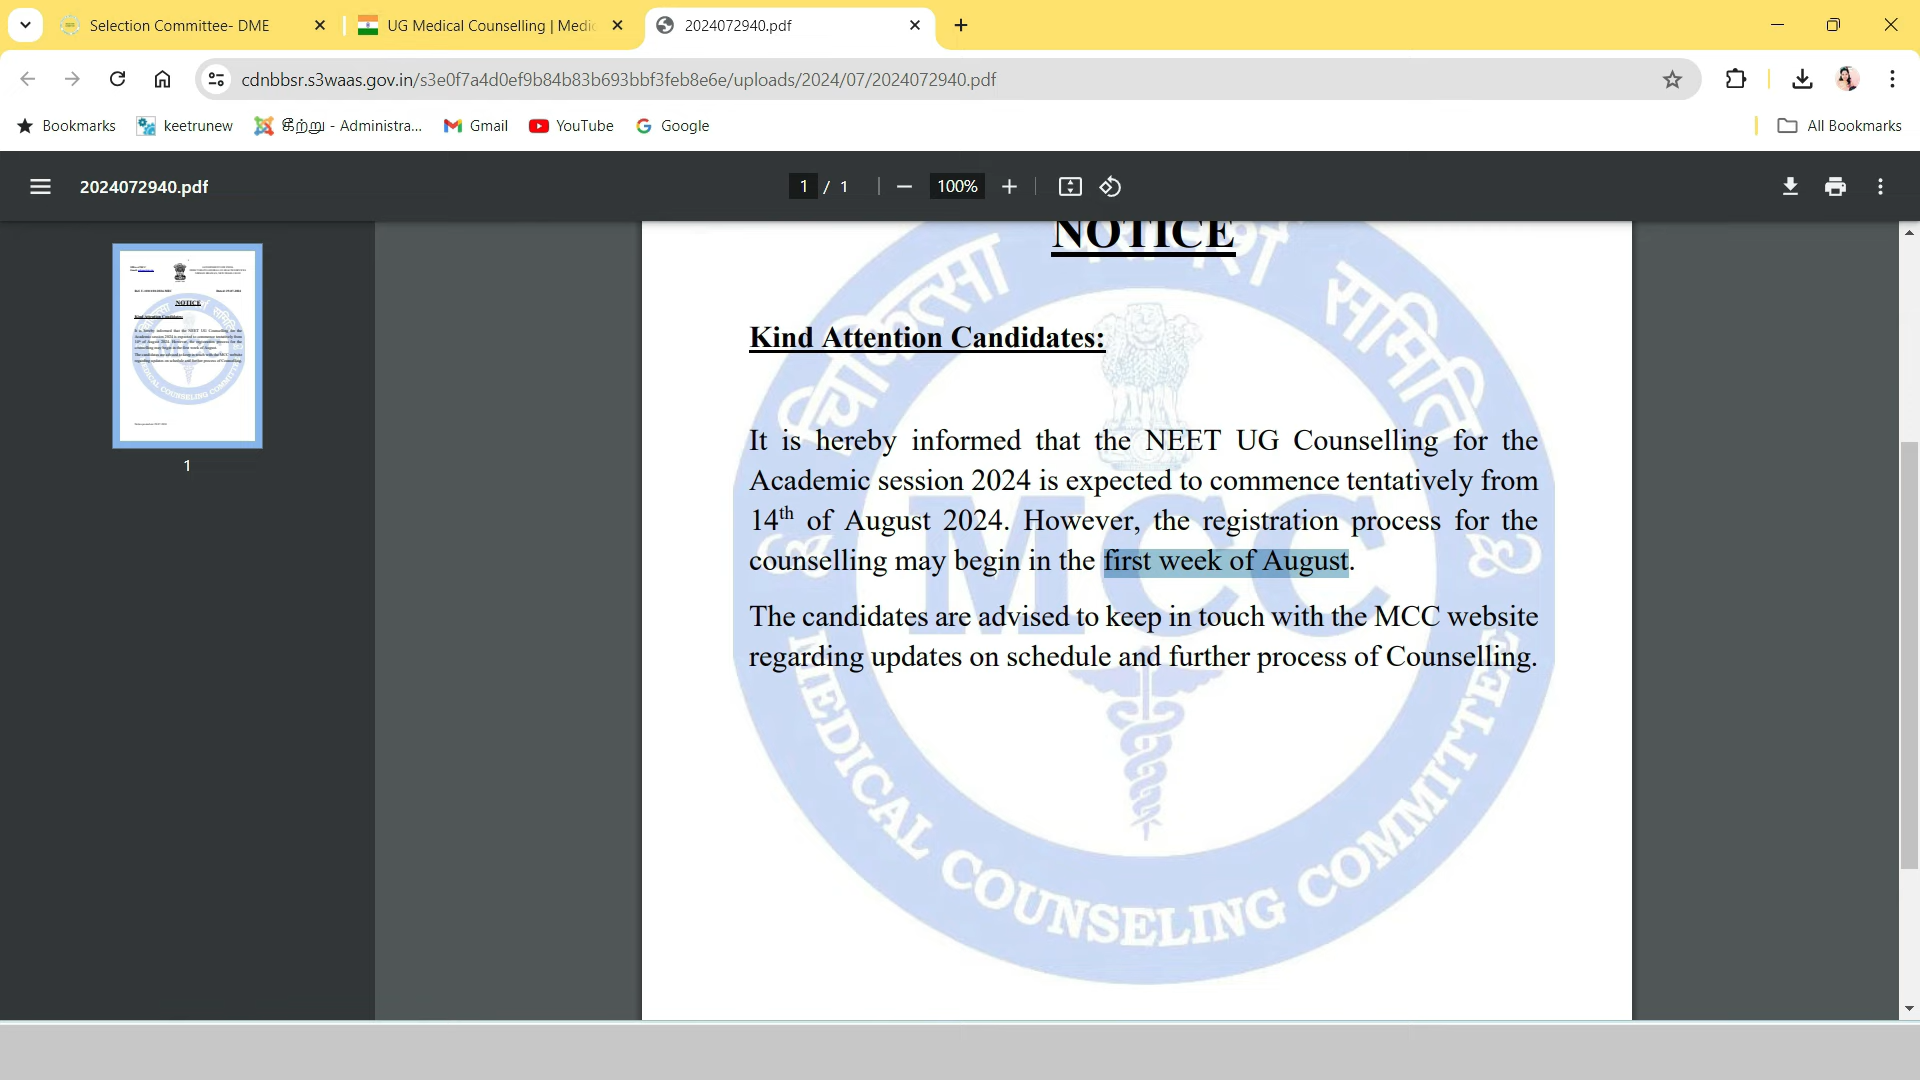 Selection Committee- DME
UG Medical Counselling | Medic
2024072940.pdf
cdnbbsr.s3waas.gov.in/s3e0f7a4d0ef9b84b83b693bbf3feb8e6e/uploads/2024/07/2024072940.pdf
Bookmarks
keetrunew
கீற்று - Administra...
Gmail
YouTube
Google
All Bookmarks
2024072940.pdf
1 / 1
100%
NOTICE
1
Kind Attention Candidates:
It is hereby informed that the NEET UG Counselling for the
Academic session 2024 is expected to commence tentatively from
14th of August 2024. However, the registration process for the
counselling may begin in the first week of August.
The candidates are advised to keep in touch with the MCC website
regarding updates on schedule and further process of Counselling.
MCC
MEDICAL COUNSELING COMMITTEE